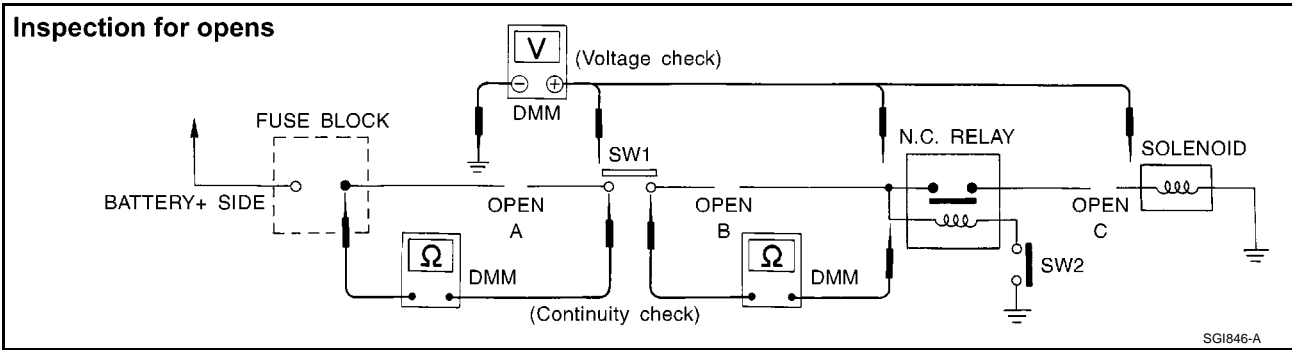 Inspection for opens
V
(Voltage check)
− +
DMM
FUSE BLOCK
SW1
N.C. RELAY
SOLENOID
BATTERY+ SIDE
OPEN
A
OPEN
B
OPEN
C
Ω
DMM
Ω
DMM
SW2
(Continuity check)
SGI846-A